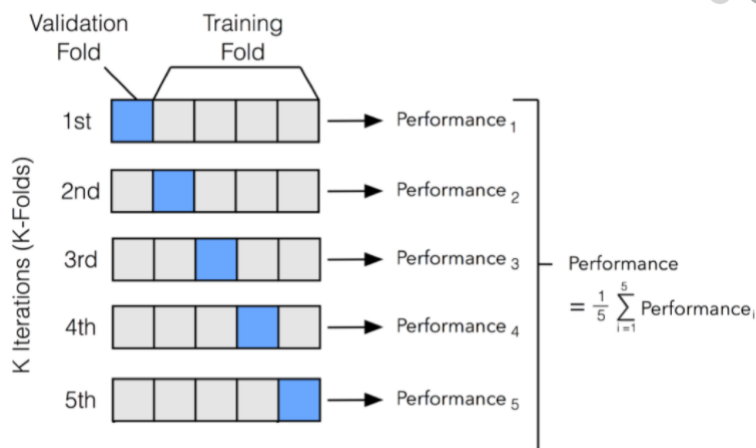 Validation
Fold
Training
Fold
K Iterations (K-Folds)
1st
Performance 1
2nd
Performance 2
3rd
Performance 3
4th
Performance 4
5th
Performance 5
Performance
= 1/5 5∑i=1 Performance i